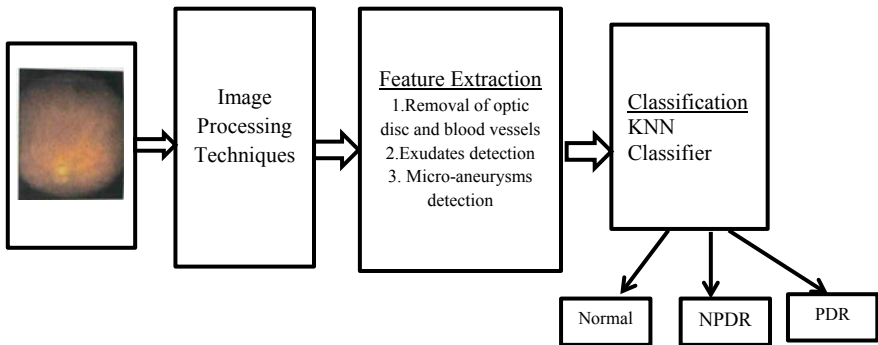 Image
Processing
Techniques
Feature Extraction
1.Removal of optic
disc and blood vessels
2.Exudates detection
3. Micro-aneurysms
detection
Classification
KNN
Classifier
Normal
NPDR
PDR